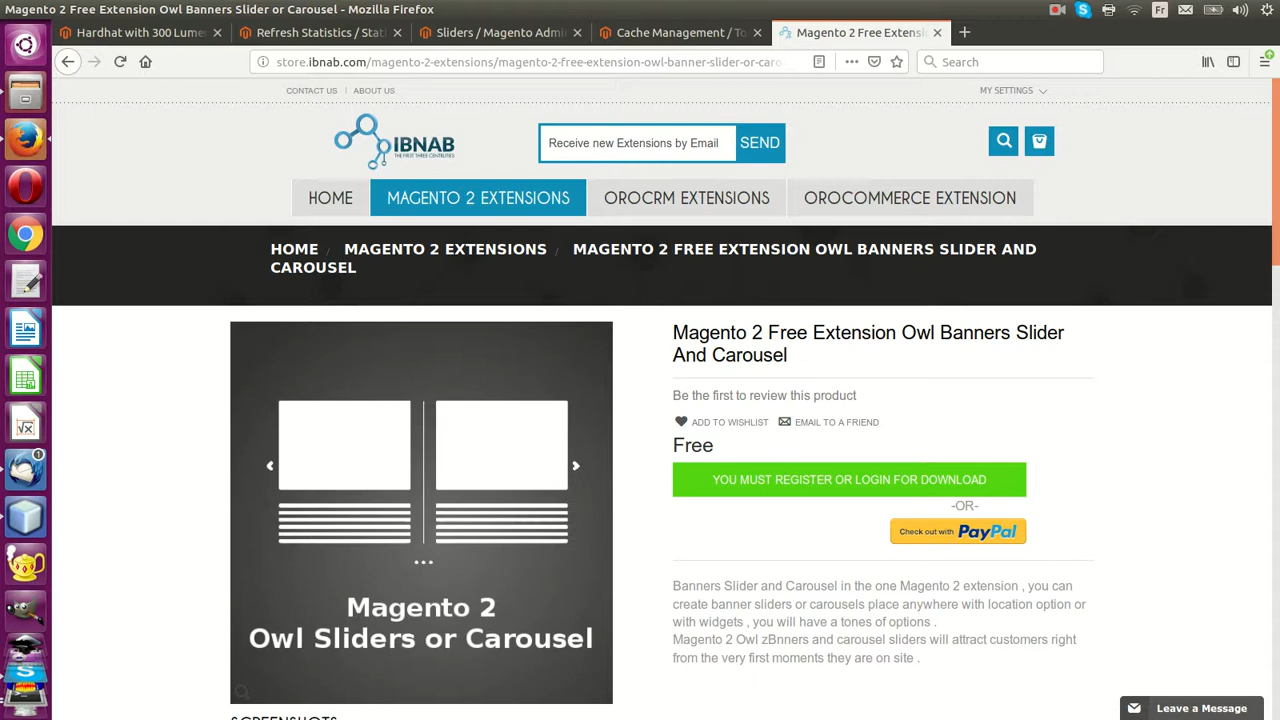 Magento 2 Free Extension Owl Banners Slider or Carousel - Mozilla Firefox
Fr
Hardhat with 300 Lume
Refresh Statistics / Stati
Sliders / Magento Admi
Cache Management / To
Magento 2 Free Extensi
store.ibnab.com/magento-2-extensions/magento-2-free-extension-owl-banner-slider-or-caro
Search
CONTACT US
ABOUT US
MY SETTINGS
IBNAB
THE FIRST THREE CENTRALITIES
Receive new Extensions by Email
SEND
HOME
MAGENTO 2 EXTENSIONS
OROCRM EXTENSIONS
OROCOMMERCE EXTENSION
HOME / MAGENTO 2 EXTENSIONS / MAGENTO 2 FREE EXTENSION OWL BANNERS SLIDER AND
CAROUSEL
Magento 2
Owl Sliders or Carousel
Magento 2 Free Extension Owl Banners Slider
And Carousel
Be the first to review this product
ADD TO WISHLIST
EMAIL TO A FRIEND
Free
YOU MUST REGISTER OR LOGIN FOR DOWNLOAD
-OR-
Check out with PayPal
Banners Slider and Carousel in the one Magento 2 extension , you can
create banner sliders or carousels place anywhere with location option or
with widgets , you will have a tones of options .
Magento 2 Owl zBnners and carousel sliders will attract customers right
from the very first moments they are on site .
SCREENSHOTS
Leave a Message
1